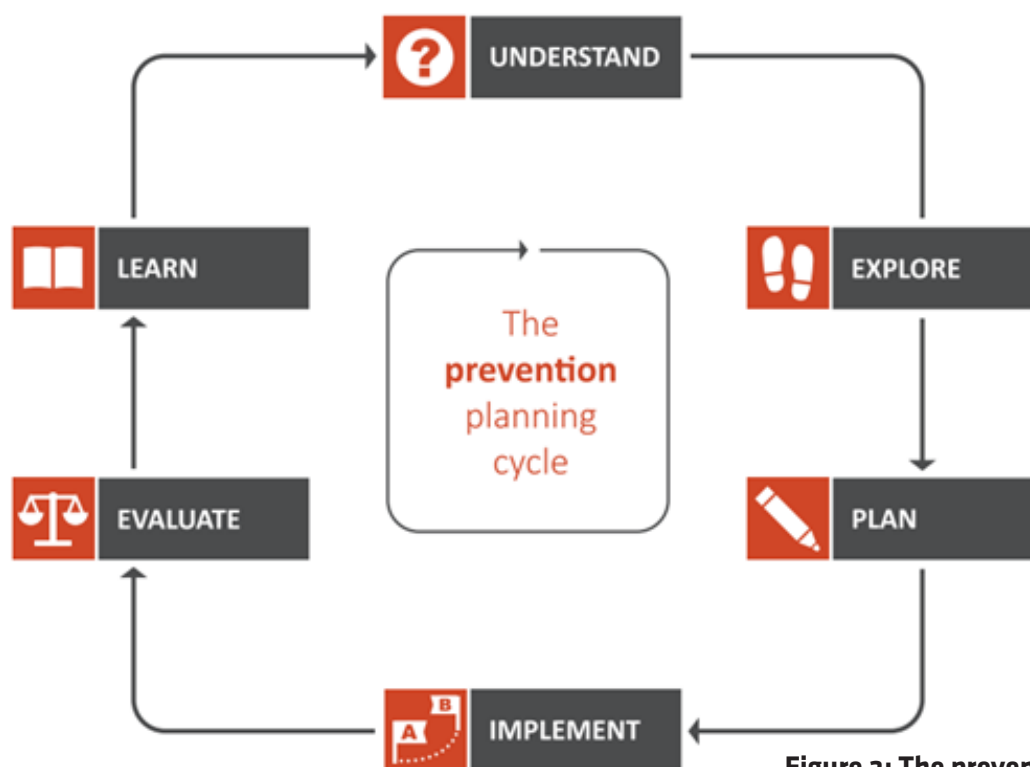 UNDERSTAND
EXPLORE
PLAN
IMPLEMENT
A
B
EVALUATE
LEARN
The
prevention
planning
cycle